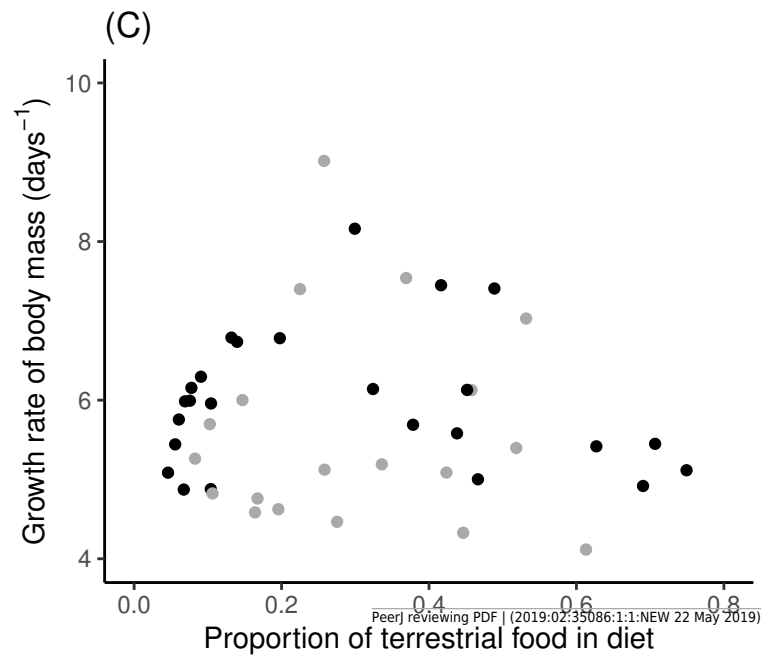 (C)
Growth rate of body mass (days⁻¹)
10
8
6
4
0.0 0.2 0.4 0.6 0.8
PeerJ reviewing PDF | (2019:02:35086:1:1:NEW 22 May 2019)
Proportion of terrestrial food in diet